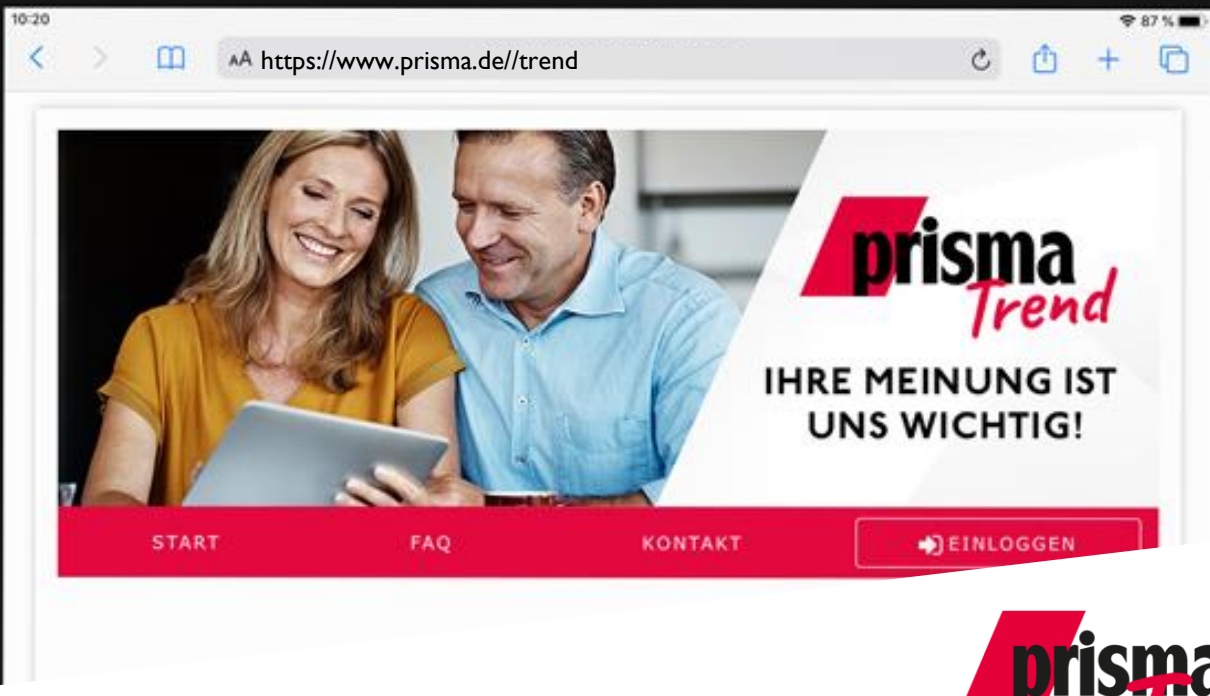 10:20
87 %
AA https://www.prisma.de//trend
prisma
Trend
IHRE MEINUNG IST
UNS WICHTIG!
START
FAQ
KONTAKT
EINLOGGEN
prisma